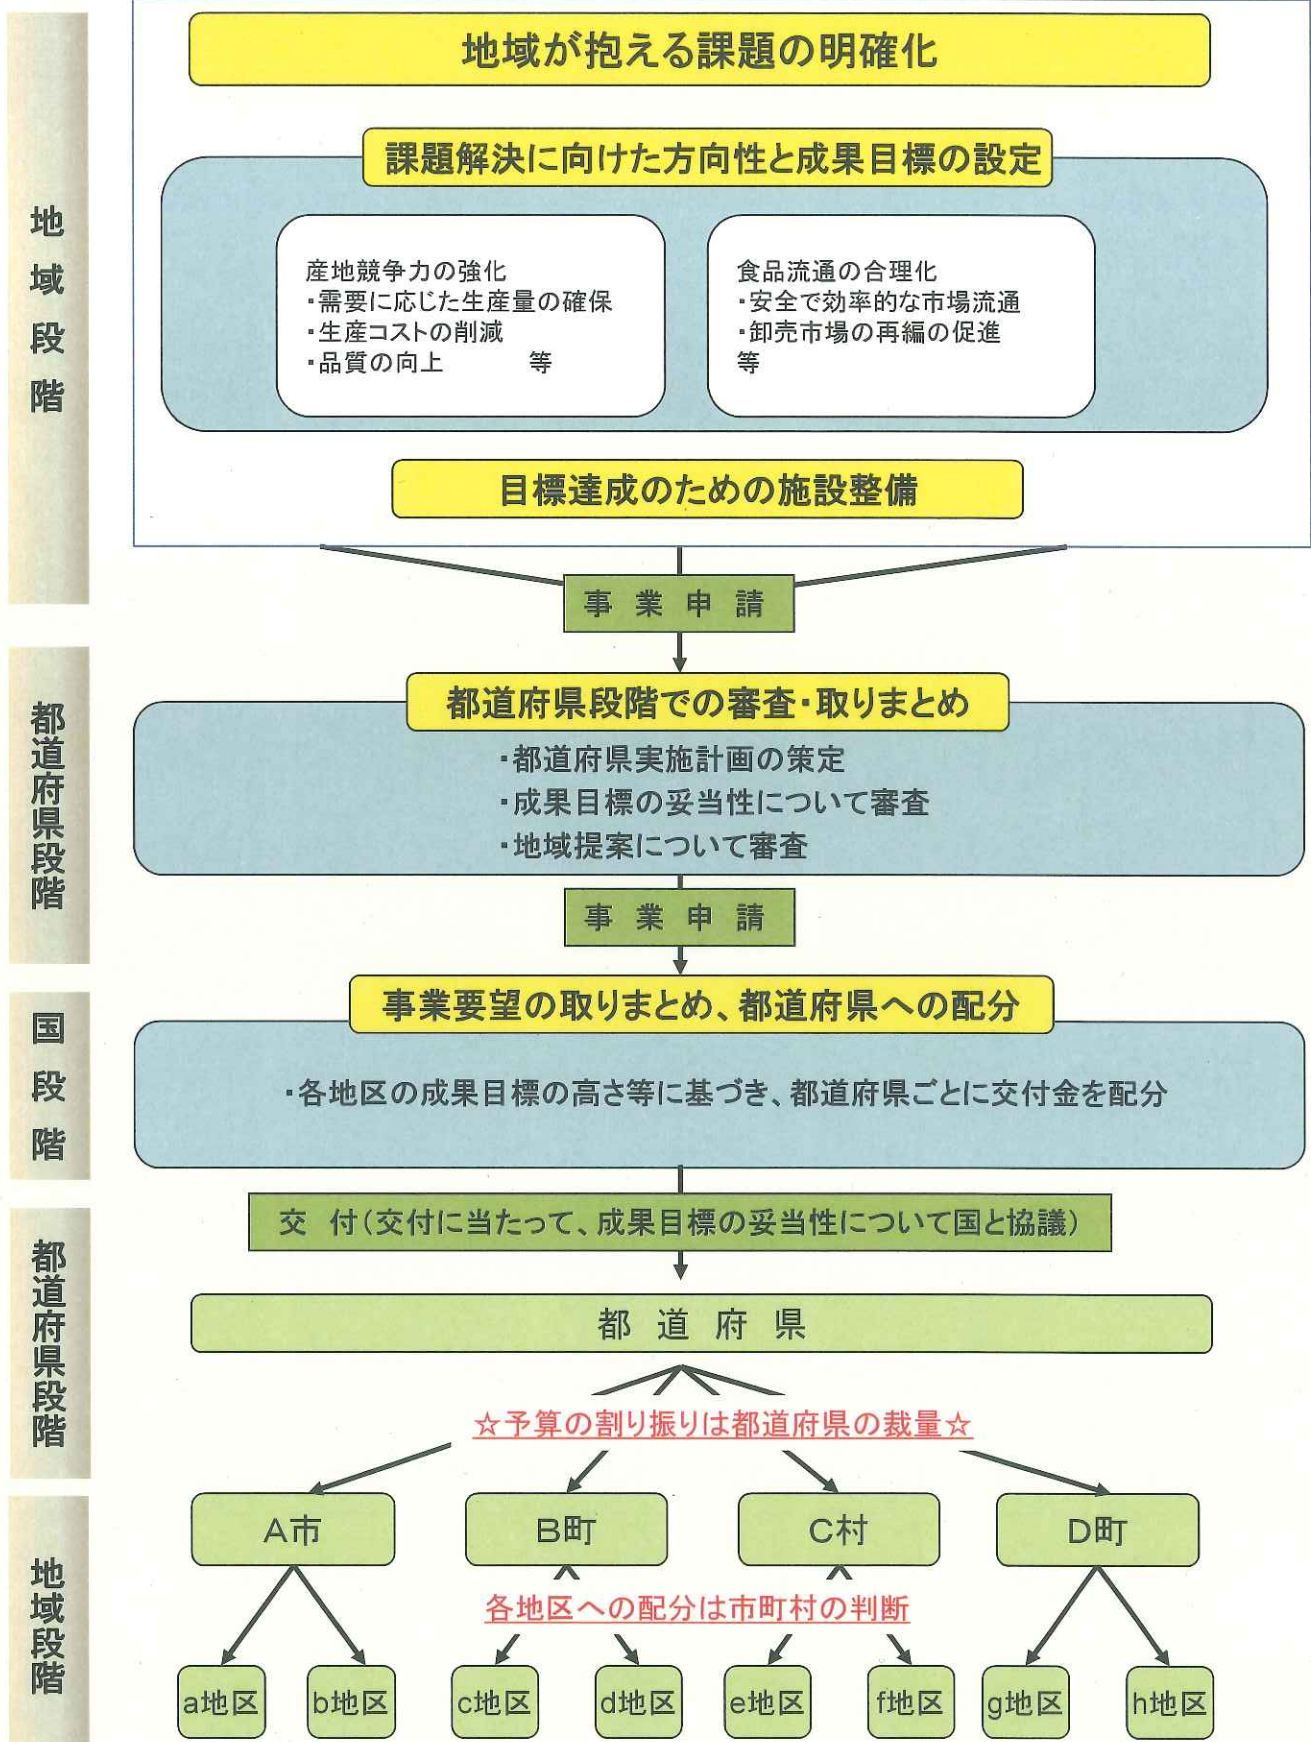 地域段階
地域が抱える課題の明確化
課題解決に向けた方向性と成果目標の設定
産地競争力の強化
・需要に応じた生産量の確保
・生産コストの削減
・品質の向上 等
食品流通の合理化
・安全で効率的な市場流通
・卸売市場の再編の促進
等
目標達成のための施設整備
事業申請
都道府県段階
都道府県段階での審査・取りまとめ
・都道府県実施計画の策定
・成果目標の妥当性について審査
・地域提案について審査
事業申請
国段階
事業要望の取りまとめ、都道府県への配分
・各地区の成果目標の高さ等に基づき、都道府県ごとに交付金を配分
交 付(交付に当たって、成果目標の妥当性について国と協議)
都道府県段階
都道府県
☆予算の割り振りは都道府県の裁量☆
地域段階
A市
B町
C村
D町
各地区への配分は市町村の判断
a地区
b地区
c地区
d地区
e地区
f地区
g地区
h地区